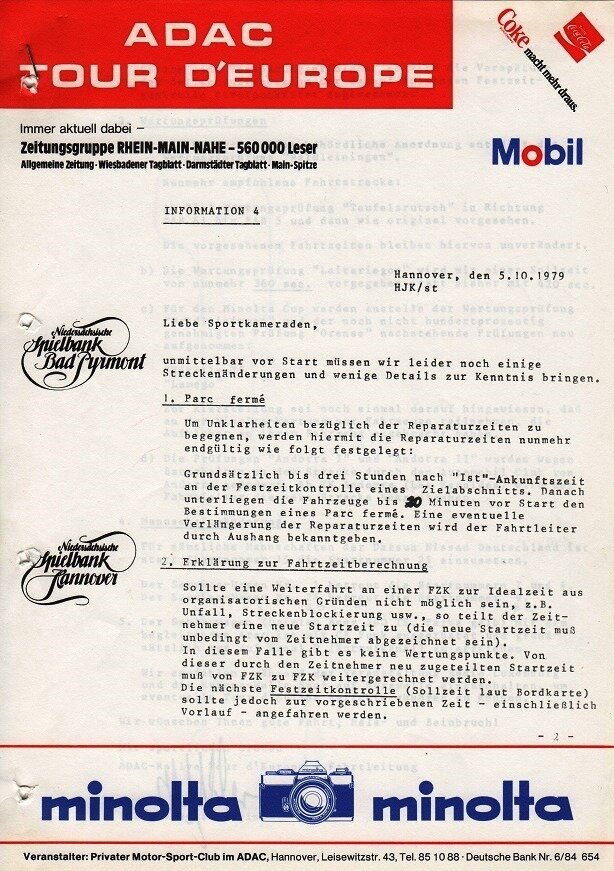 ADAC
TOUR D'EUROPE
Coke macht mehr draus.
Coca-Cola
Immer aktuell dabei –
Zeitungsgruppe RHEIN-MAIN-NAHE – 560 000 Leser
Allgemeine Zeitung · Wiesbadener Tagblatt · Darmstädter Tagblatt · Main-Spitze
Mobil
INFORMATION 4
Hannover, den 5.10.1979
HJK/st
Liebe Sportkameraden,
Niedersächsische
Spielbank
Bad Pyrmont
unmittelbar vor Start müssen wir leider noch einige
Streckenänderungen und wenige Details zur Kenntnis bringen.
1. Parc fermé
Um Unklarheiten bezüglich der Reparaturzeiten zu
begegnen, werden hiermit die Reparaturzeiten nunmehr
endgültig wie folgt festgelegt:
Grundsätzlich bis drei Stunden nach "Ist"-Ankunftszeit
an der Festzeitkontrolle eines Zielabschnitts. Danach
unterliegen die Fahrzeuge bis 20 Minuten vor Start den
Bestimmungen eines Parc fermé. Eine eventuelle
Verlängerung der Reparaturzeiten wird der Fahrtleiter
durch Aushang bekanntgeben.
Niedersächsische
Spielbank
Hannover
2. Erklärung zur Fahrtzeitberechnung
Sollte eine Weiterfahrt an einer FZK zur Idealzeit aus
organisatorischen Gründen nicht möglich sein, z.B.
Unfall, Streckenblockierung usw., so teilt der Zeit-
nehmer eine neue Startzeit zu (die neue Startzeit muß
unbedingt vom Zeitnehmer abgezeichnet sein).
In diesem Falle gibt es keine Wertungspunkte. Von
dieser durch den Zeitnehmer neu zugeteilten Startzeit
muß von FZK zu FZK weitergerechnet werden.
Die nächste Festzeitkontrolle (Sollzeit laut Bordkarte)
sollte jedoch zur vorgeschriebenen Zeit - einschließlich
Vorlauf - angefahren werden.
- 2 -
minolta minolta
Veranstalter: Privater Motor-Sport-Club im ADAC, Hannover, Leisewitzstr. 43, Tel. 85 10 88 · Deutsche Bank Nr. 6/84 654